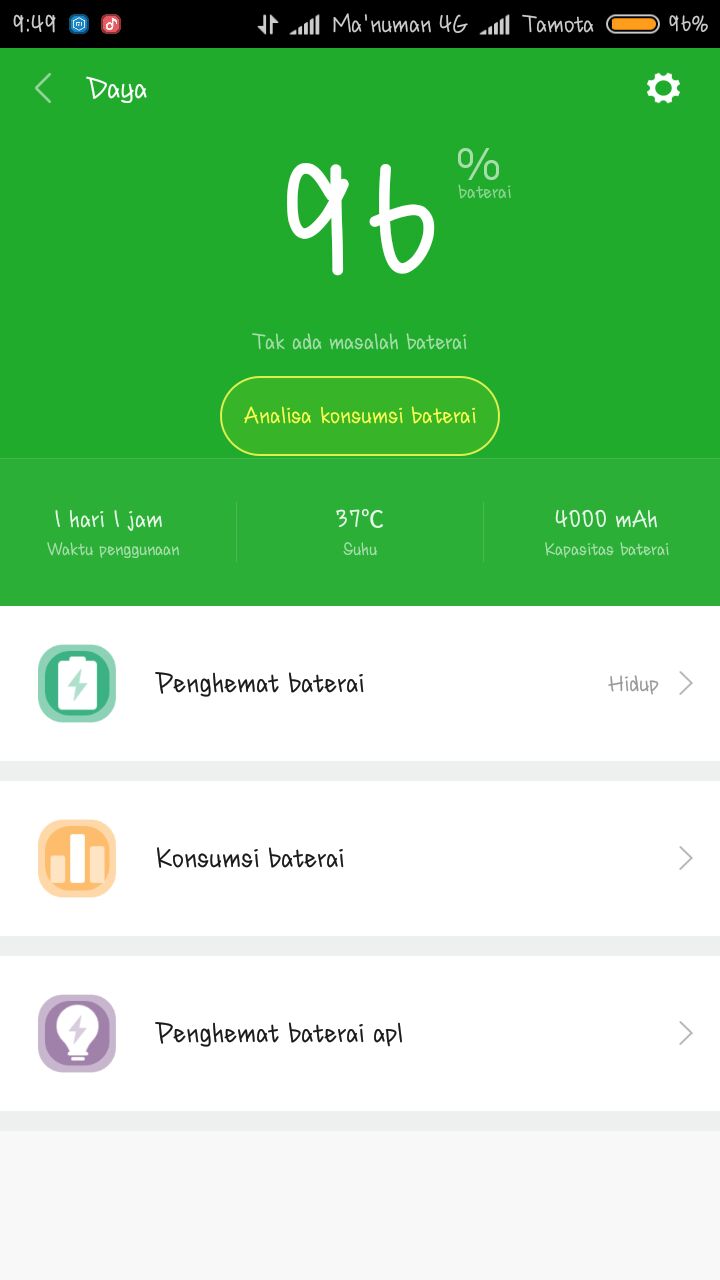 9:49 Ma'numan 4G Tamota 96%
Daya
96 %
baterai
Tak ada masalah baterai
Analisa konsumsi baterai
1 hari 1 jam 37°C 4000 mAh
Waktu penggunaan Suhu Kapasitas baterai
Penghemat baterai Hidup
Konsumsi baterai
Penghemat baterai apl